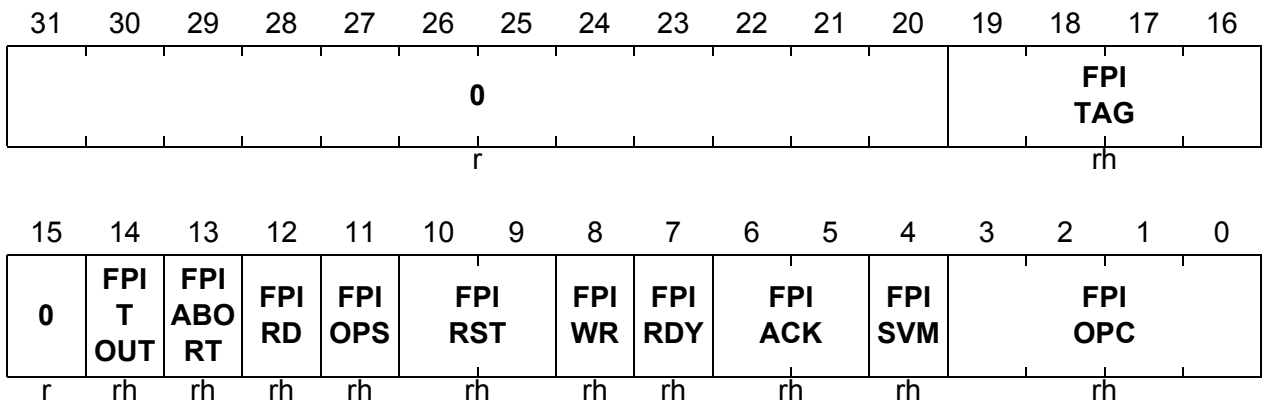 31 30 29 28 27 26 25 24 23 22 21 20 19 18 17 16
0 FPI TAG
r rh
15 14 13 12 11 10 9 8 7 6 5 4 3 2 1 0
0 FPI T OUT FPI ABO RT FPI RD FPI OPS FPI RST FPI WR FPI RDY FPI ACK FPI SVM FPI OPC
r rh rh rh rh rh rh rh rh rh rh